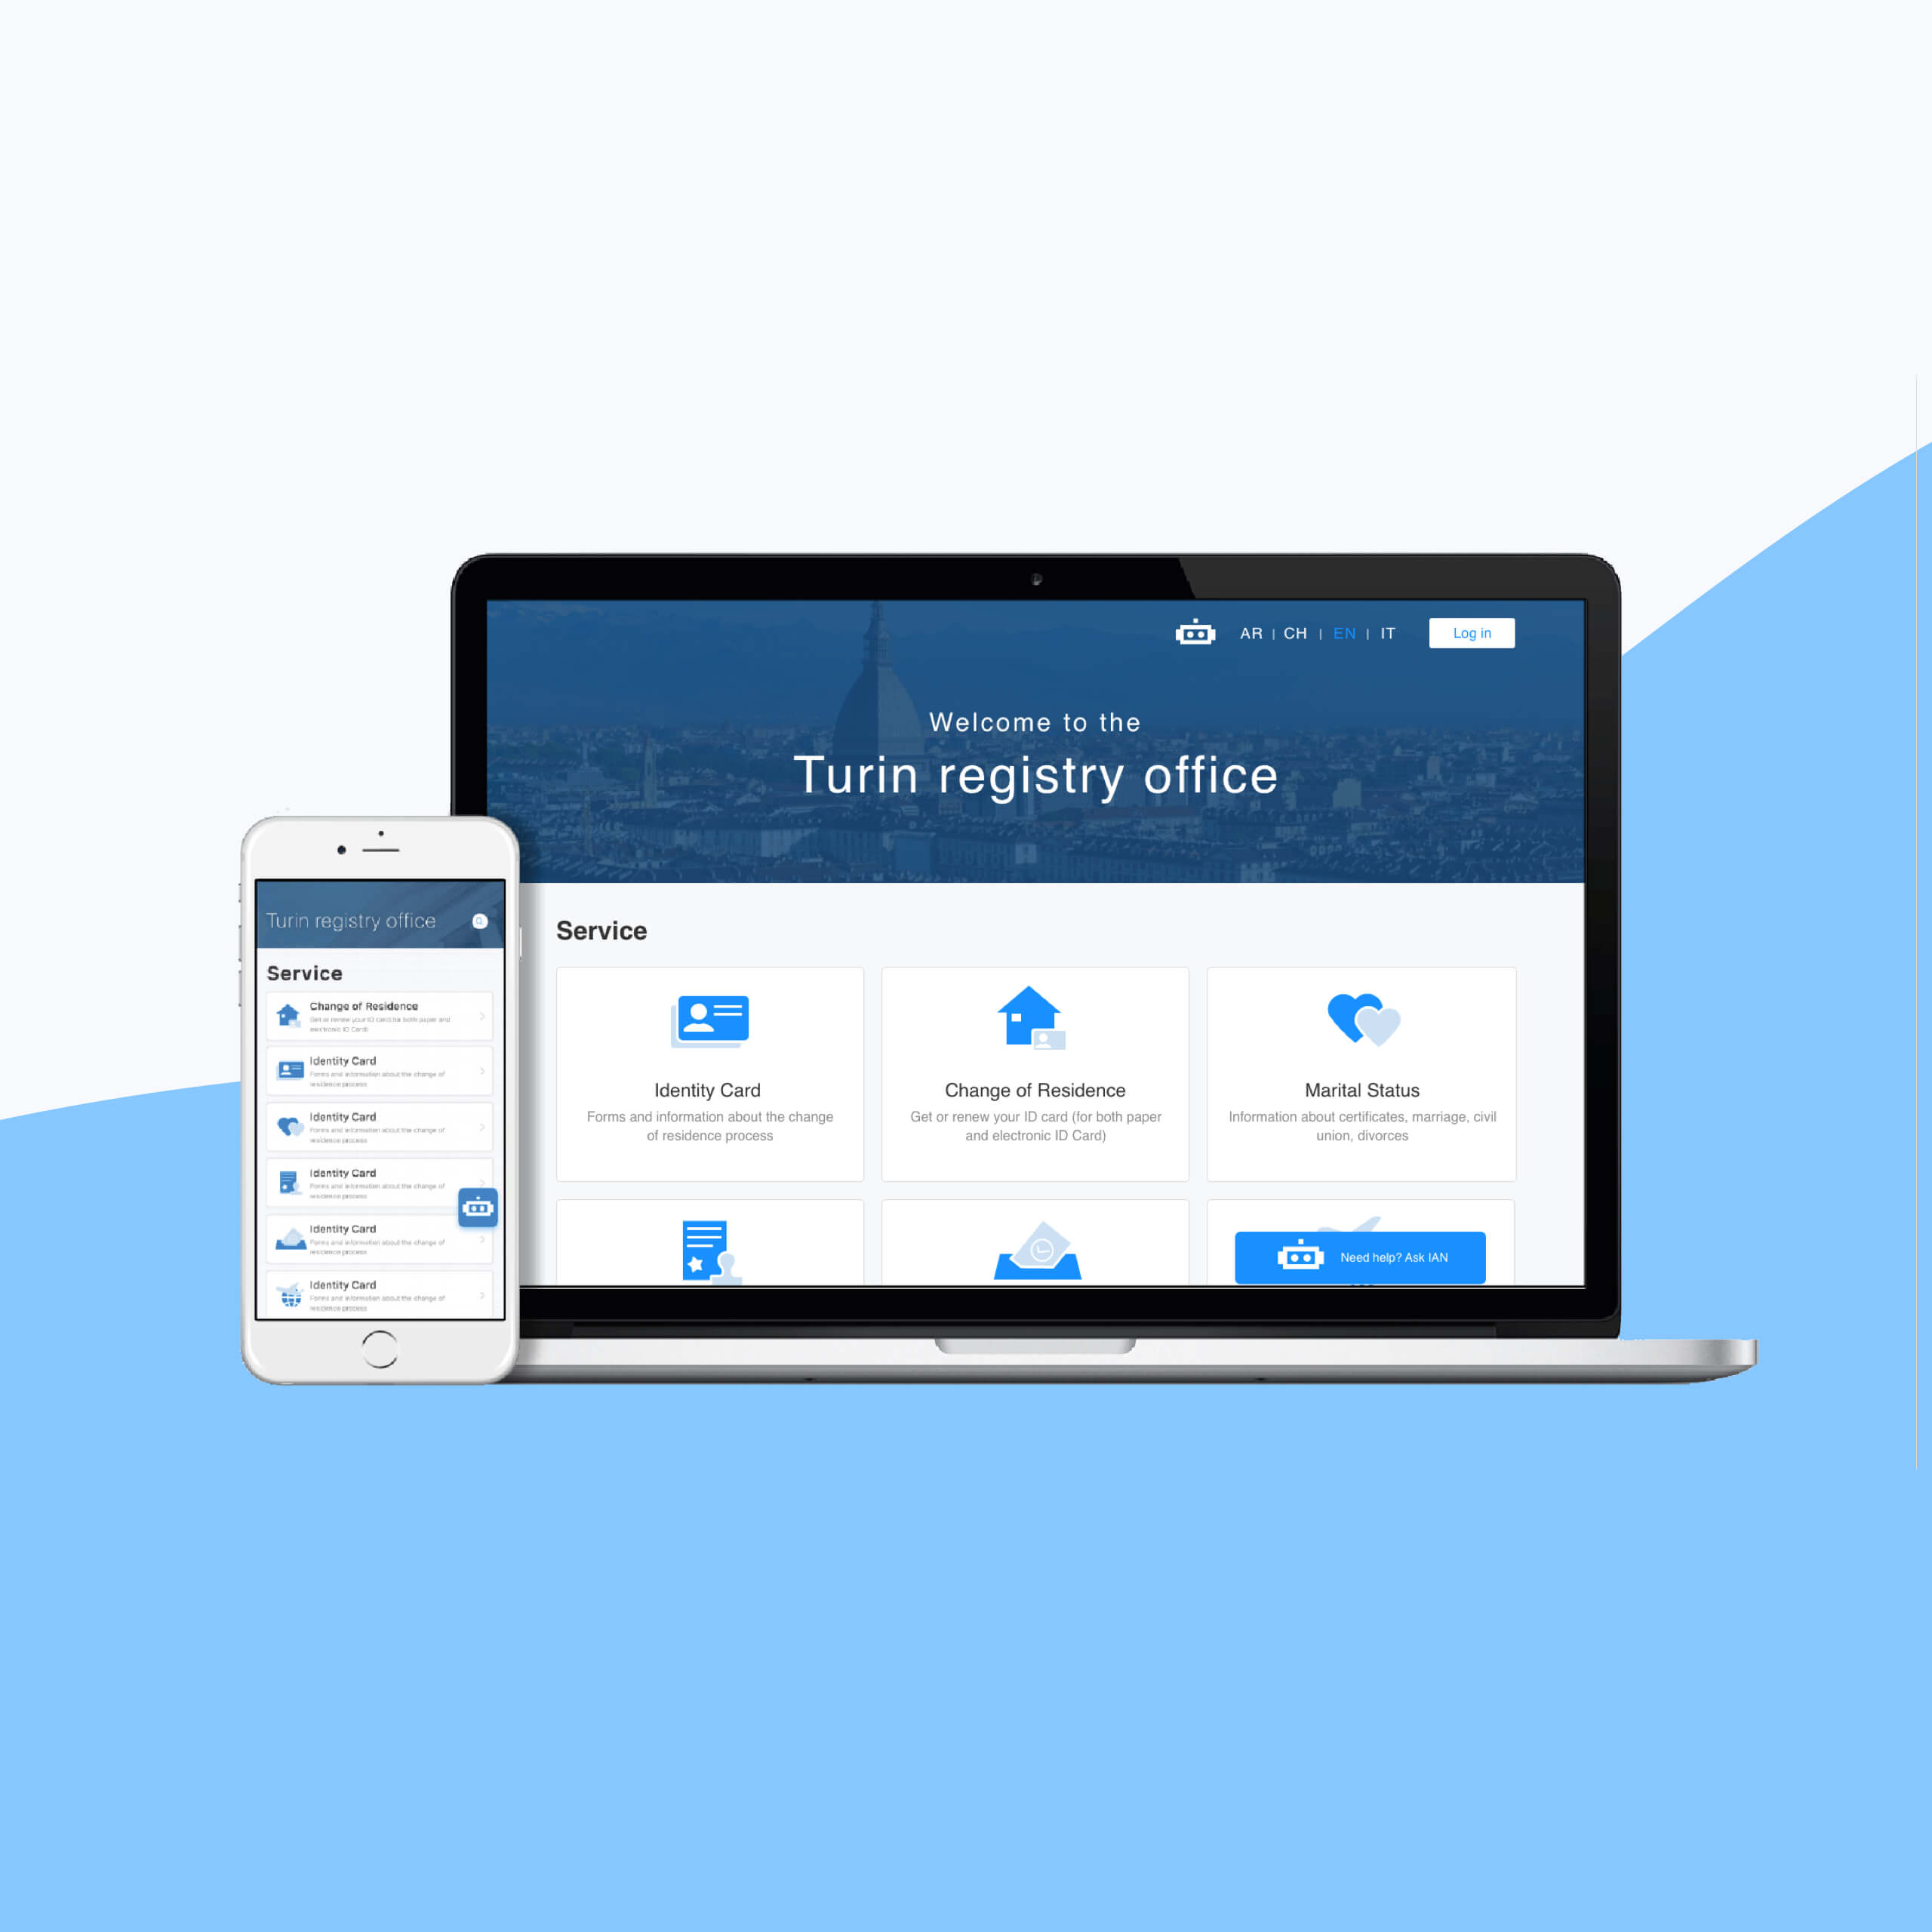 AR | CH | EN | IT
Log in
Welcome to the
Turin registry office
Service
Identity Card
Forms and information about the change
of residence process
Change of Residence
Get or renew your ID card (for both paper
and electronic ID Card)
Marital Status
Information about certificates, marriage, civil
union, divorces
Need help? Ask IAN
Turin registry office
Service
Change of Residence
Get or renew your ID card for both paper and
electronic ID Card)
Identity Card
Forms and information about the change of
residence process
Identity Card
Forms and information about the change of
residence process
Identity Card
Forms and information about the change of
residence process
Identity Card
Forms and information about the change of
residence process
Identity Card
Forms and information about the change of
residence process